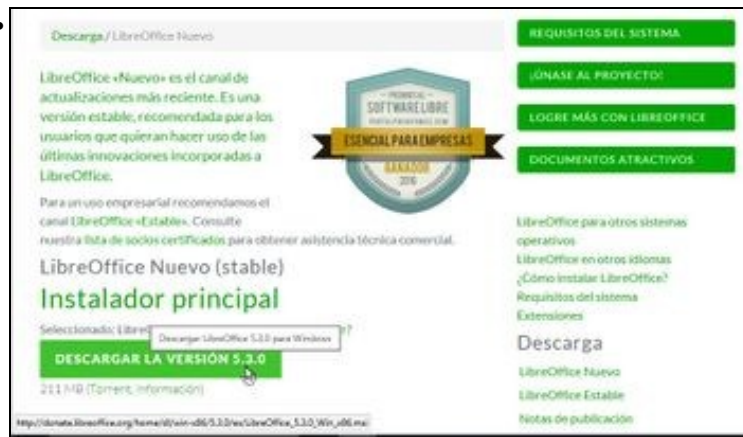 Descarga / LibreOffice Nuevo
LibreOffice «Nuevo» es el canal de
actualizaciones más reciente. Es una
versión estable, recomendada para los
usuarios que quieran hacer uso de las
últimas innovaciones incorporadas a
LibreOffice.
SOFTWARE LIBRE
ESENCIAL PARA EMPRESAS
GANADOR
2016
Para un uso empresarial recomendamos el
canal LibreOffice «Estable». Consulte
nuestra lista de socios certificados para obtener asistencia técnica comercial.
LibreOffice Nuevo (stable)
Instalador principal
Seleccionado:
Descargar LibreOffice 5.3.0 para Windows
DESCARGAR LA VERSIÓN 5.3.0
211 MB (Torrent, Información)
http://donate.libreoffice.org/home/dl/win-x86/5.3.0/es/LibreOffice_5.3.0_Win_x86.msi
REQUISITOS DEL SISTEMA
¡ÚNASE AL PROYECTO!
LOGRE MÁS CON LIBREOFFICE
DOCUMENTOS ATRACTIVOS
LibreOffice para otros sistemas
operativos
LibreOffice en otros idiomas
¿Cómo instalar LibreOffice?
Requisitos del sistema
Extensiones
Descarga
LibreOffice Nuevo
LibreOffice Estable
Notas de publicación